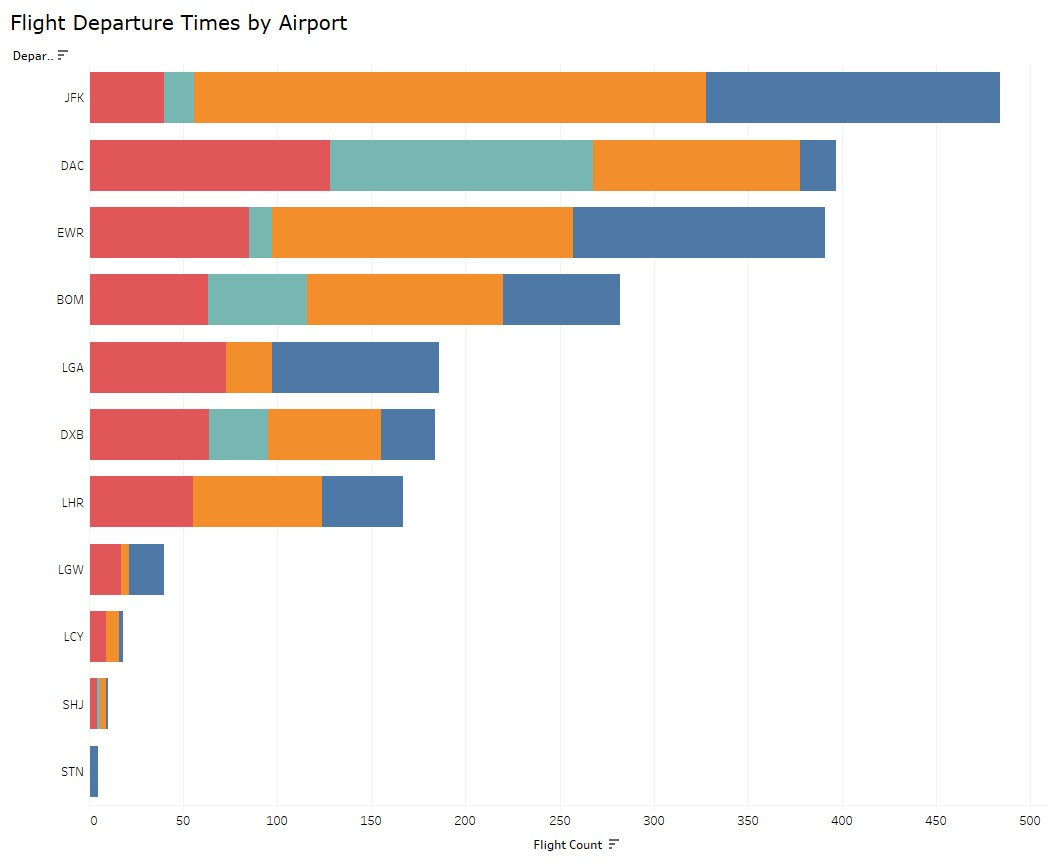 Flight Departure Times by Airport
Depar..
JFK
DAC
EWR
BOM
LGA
DXB
LHR
LGW
LCY
SHJ
STN
0 50 100 150 200 250 300 350 400 450 500
Flight Count